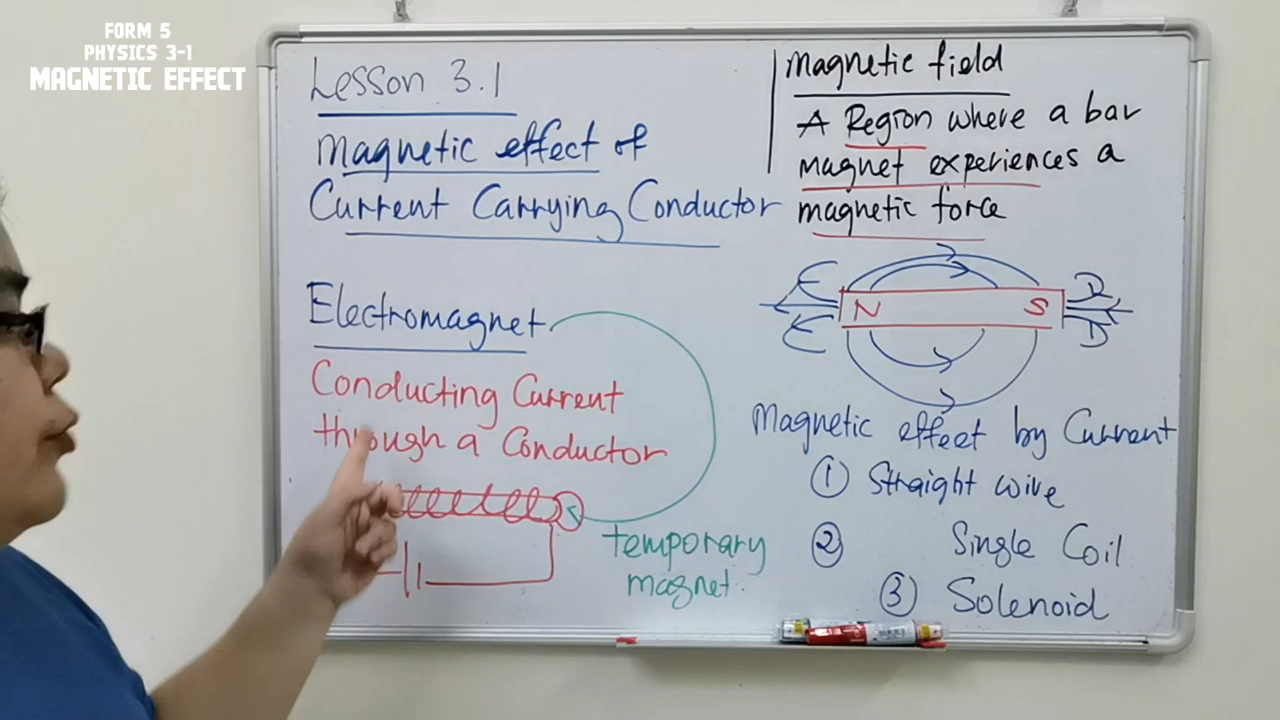 FORM 5
PHYSICS 3-1
MAGNETIC EFFECT
Lesson 3.1
Magnetic effect of
Current Carrying Conductor
Electromagnet
Conducting Current
through a Conductor
S
temporary
magnet.
Magnetic field
A Region where a bar
magnet experiences a
magnetic force
N S
Magnetic effect by Current
① Straight wire
② Single Coil
③ Solenoid